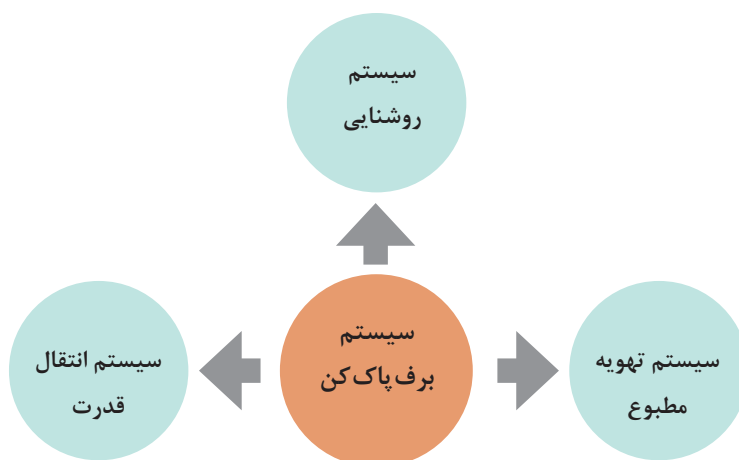 سیستم
روشنایی
سیستم
برف پاک کن
سیستم تهویه
مطبوع
سیستم انتقال
قدرت